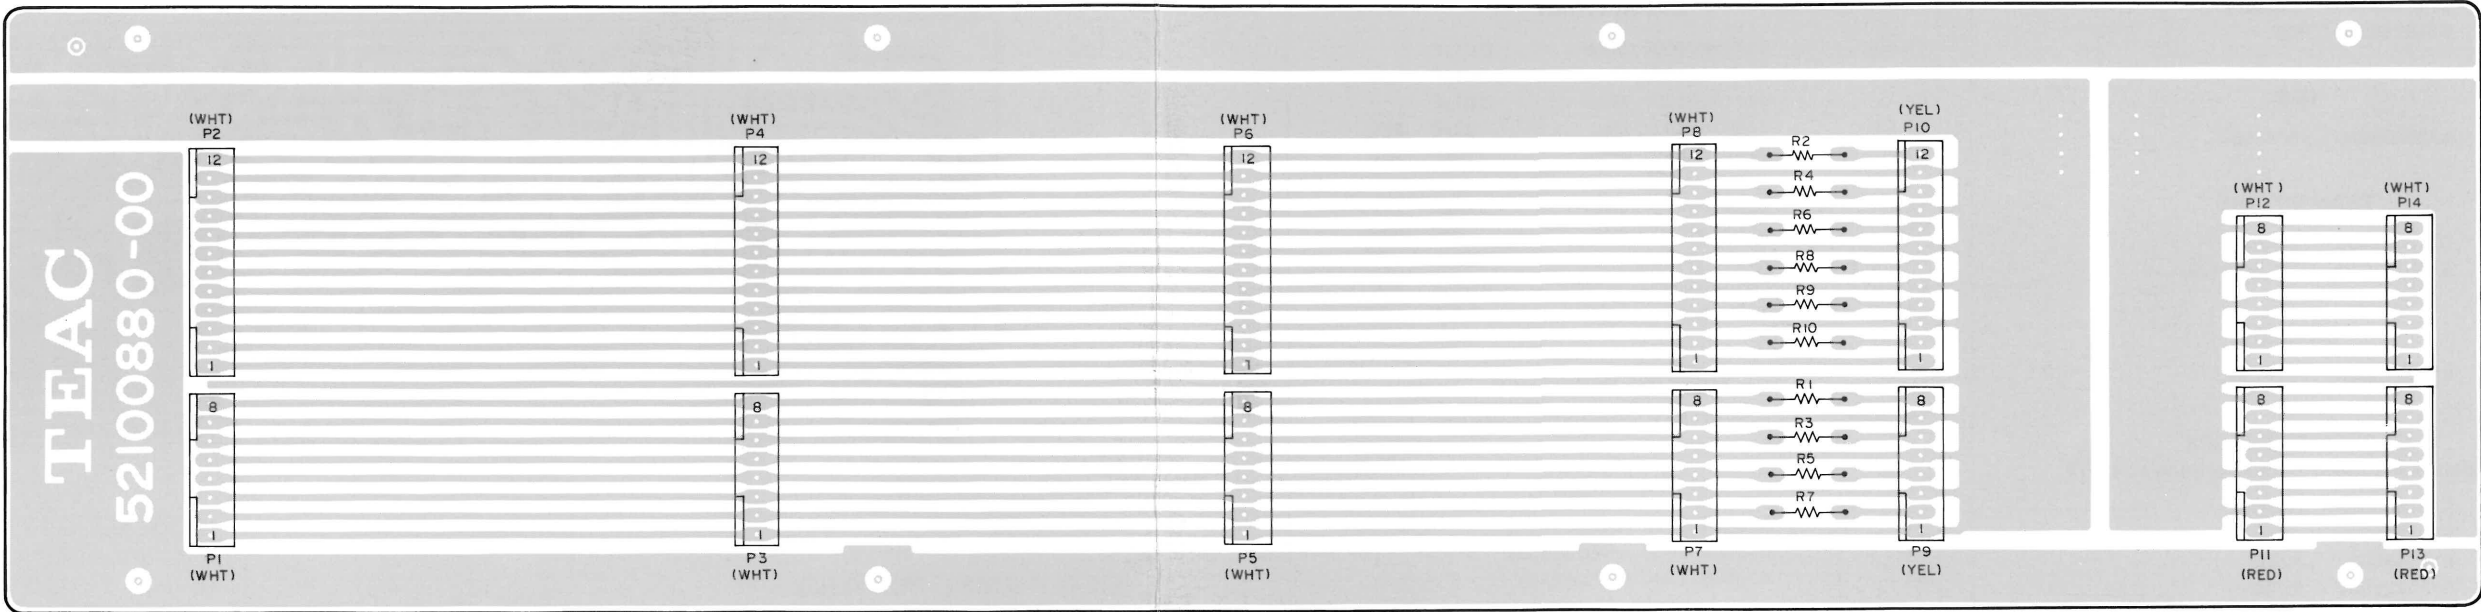 TEAC
52100880-00
(WHT)
P2
12
1
(WHT)
P4
12
1
(WHT)
P6
12
1
(WHT)
P8
12
1
R2
R4
R6
R8
R9
R10
(YEL)
P10
12
1
(WHT)
P12
8
1
(WHT)
P14
8
1
8
1
P1
(WHT)
8
1
P3
(WHT)
8
1
P5
(WHT)
8
1
P7
(WHT)
R1
R3
R5
R7
8
1
P9
(YEL)
8
1
P11
(RED)
8
1
P13
(RED)